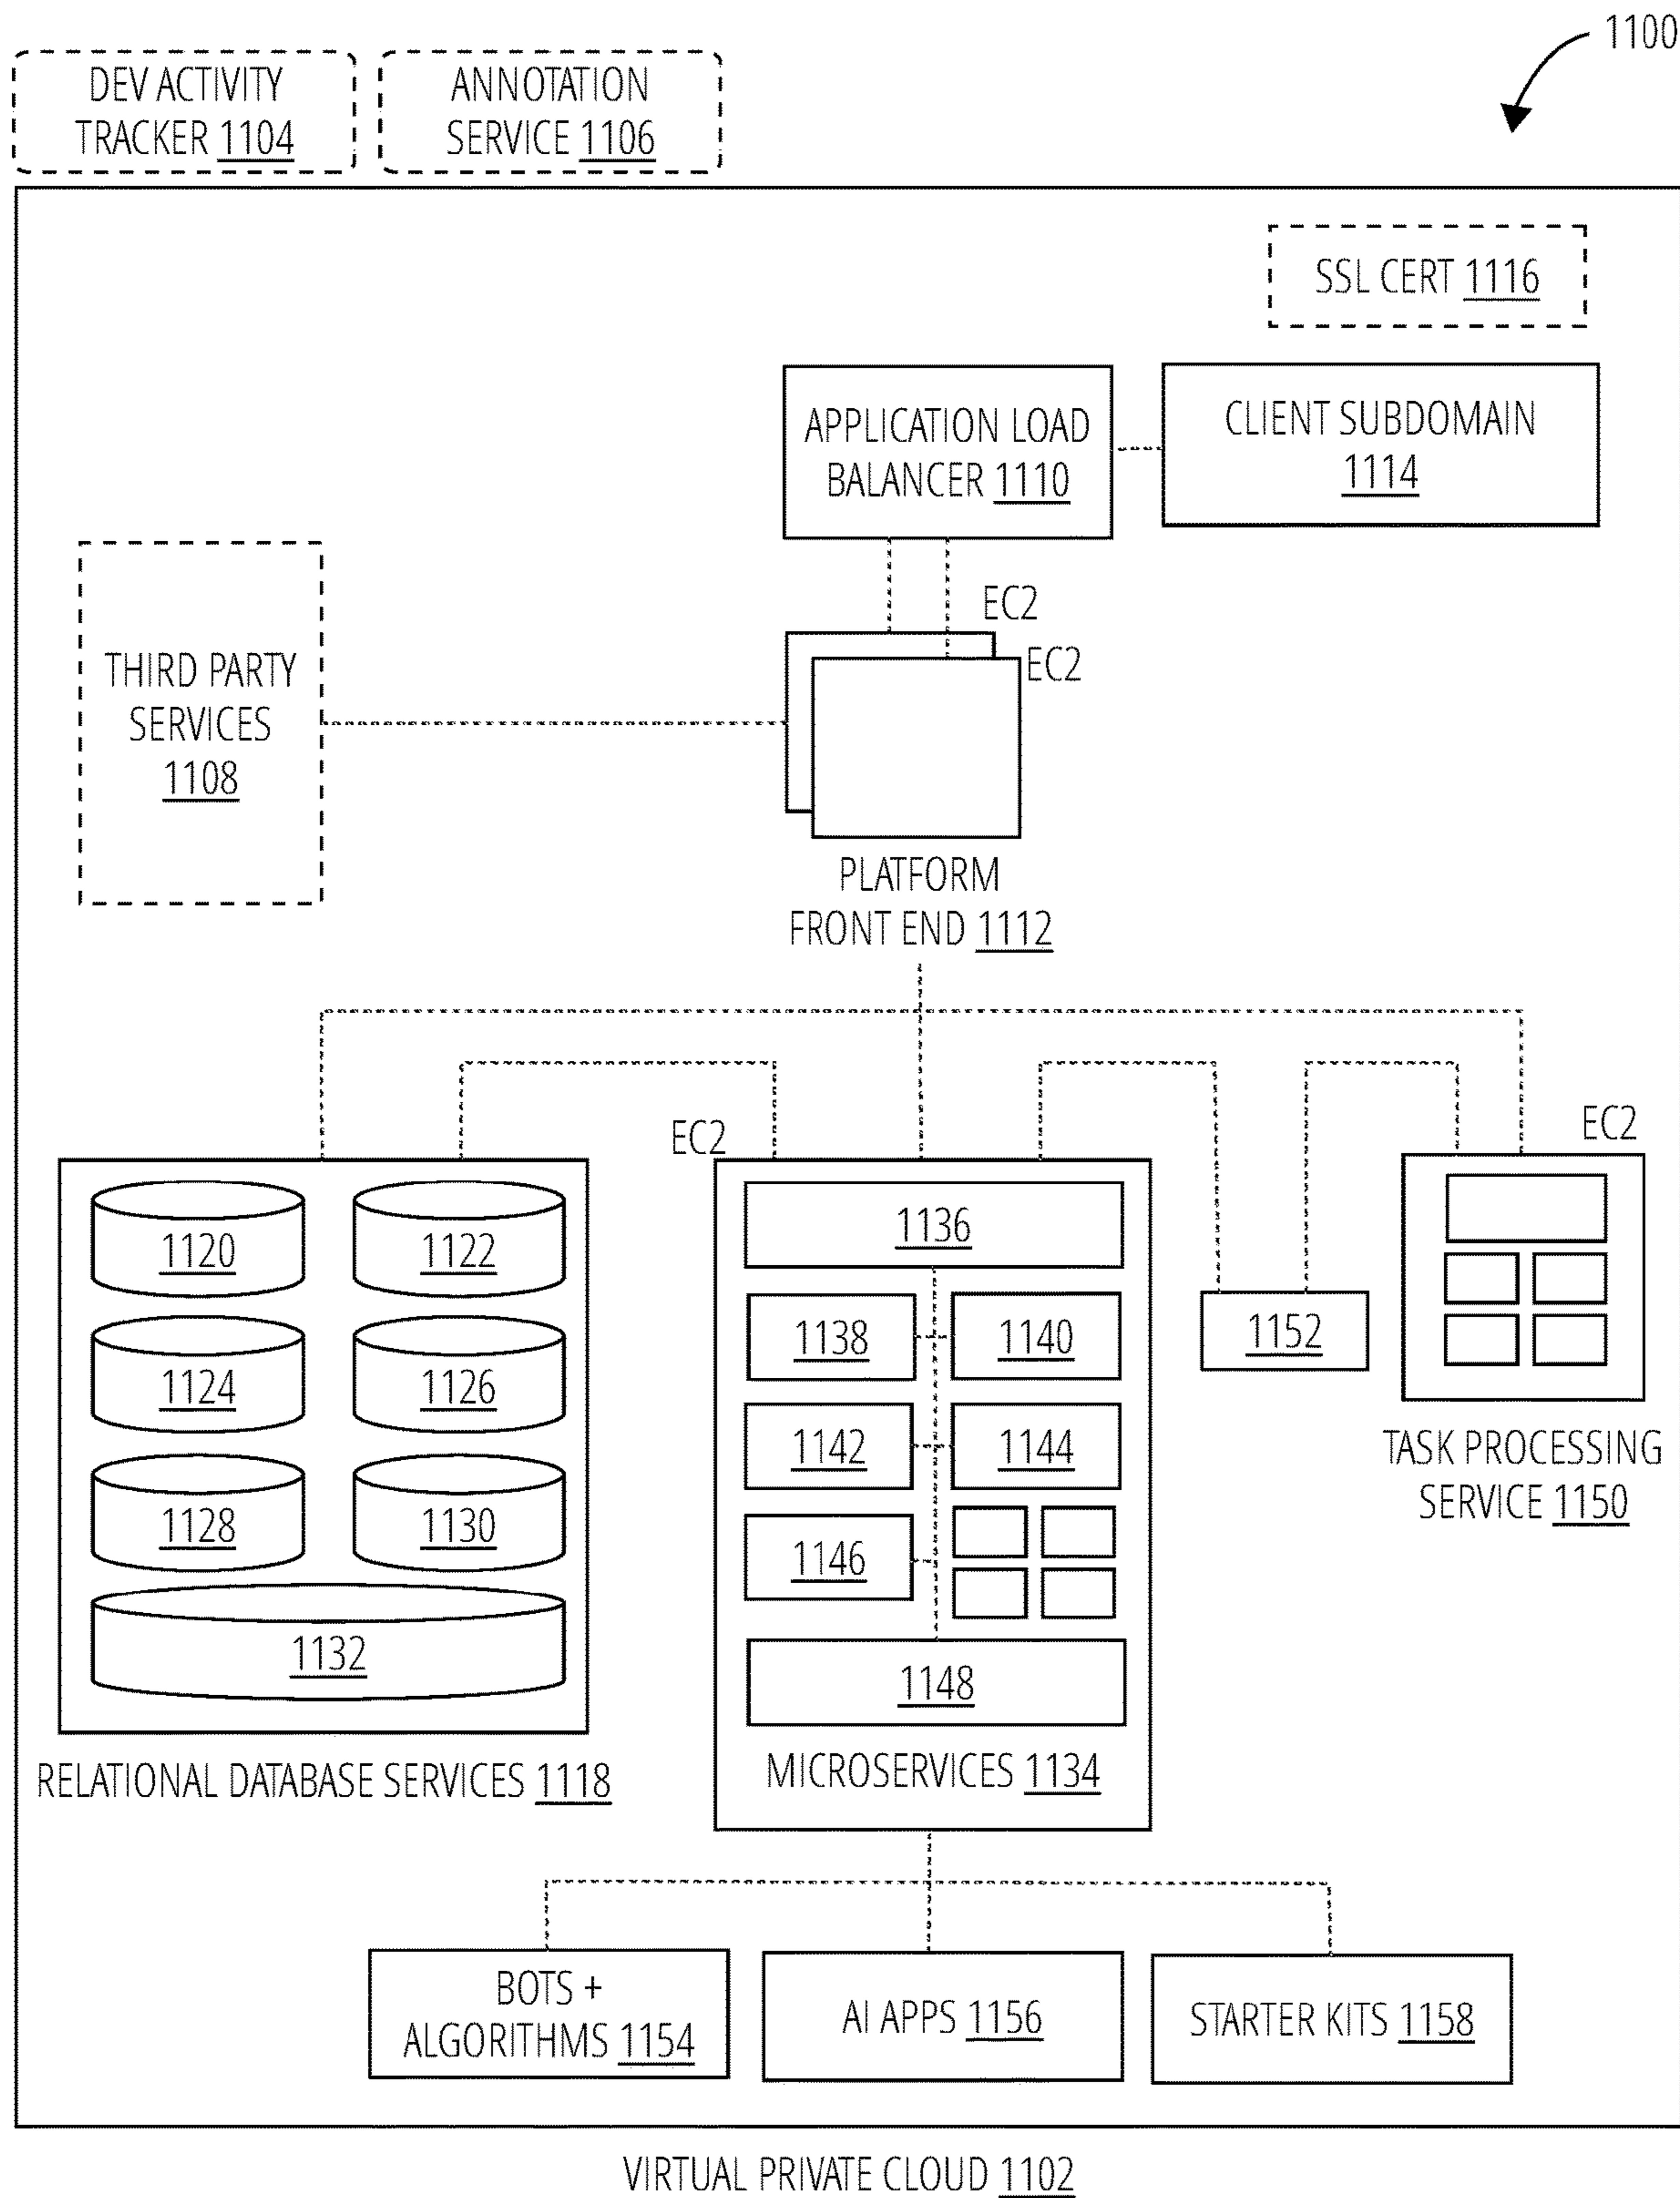 1100
DEV ACTIVITY
TRACKER 1104
ANNOTATION
SERVICE 1106
SSL CERT 1116
APPLICATION LOAD
BALANCER 1110
CLIENT SUBDOMAIN
1114
THIRD PARTY
SERVICES
1108
EC2
EC2
PLATFORM
FRONT END 1112
EC2
EC2
1120
1122
1124
1126
1128
1130
1132
RELATIONAL DATABASE SERVICES 1118
1136
1138
1140
1142
1144
1146
1148
MICROSERVICES 1134
1152
TASK PROCESSING
SERVICE 1150
BOTS +
ALGORITHMS 1154
AI APPS 1156
STARTER KITS 1158
VIRTUAL PRIVATE CLOUD 1102